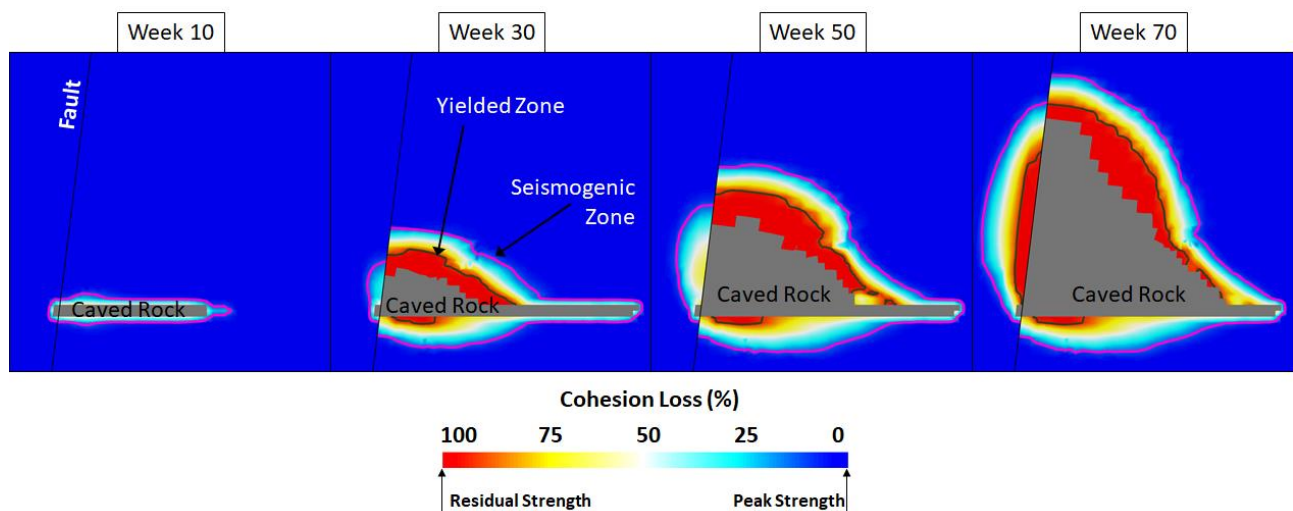 Week 10
Week 30
Week 50
Week 70
Fault
Yielded Zone
Seismogenic
Zone
Caved Rock
Caved Rock
Caved Rock
Caved Rock
Cohesion Loss (%)
100 75 50 25 0
Residual Strength Peak Strength